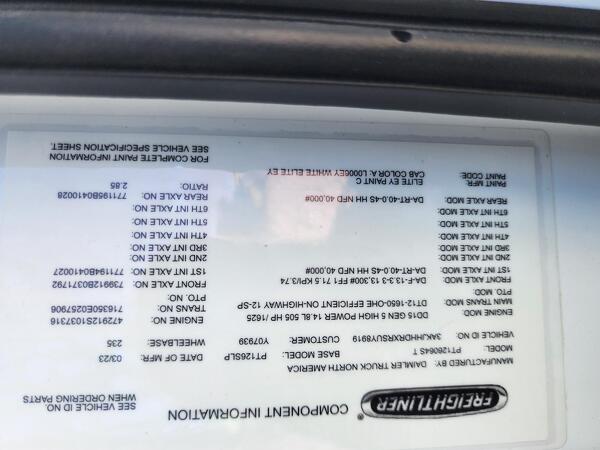 FREIGHTLINER®
COMPONENT INFORMATION
SEE VEHICLE ID NO.
WHEN ORDERING PARTS
MANUFACTURED BY: DAIMLER TRUCK NORTH AMERICA
MODEL: PT126064S T BASE MODEL: PT126SLP DATE OF MFR: 03/23
VEHICLE ID NO: 3AKJHHDRXRSUY8919 CUSTOMER: Y07939 WHEELBASE: 235
ENGINE MOD: DD15 GEN 5 HIGH POWER 14.8L 505 HP /1625 ENGINE NO: 472912S1037316
MAIN TRANS MOD: DT12-1650-OHE EFFICIENT ON-HIGHWAY 12-SP TRANS NO: 716350E0257906
PTO. MOD: PTO NO:
FRONT AXLE MOD: DA-F-13.3-3 13,300# FF1 71.5 KPI/3.74 FRONT AXLE NO: 73912B037792
1ST INT AXLE MOD: DA-RT-40.0-4S HH NFD 40,000# 1ST INT AXLE NO: 771194B0410027
2ND INT AXLE MOD: 2ND INT AXLE NO:
3RD INT AXLE MOD: 3RD INT AXLE NO:
4TH INT AXLE MOD: 4TH INT AXLE NO:
5TH INT AXLE MOD: 5TH INT AXLE NO:
6TH INT AXLE MOD: 6TH INT AXLE NO:
REAR AXLE MOD: DA-RT-40.0-4S HH NFD 40,000# REAR AXLE NO: 771195B0410028
RATIO: 2.85
PAINT MFR: ELITE EY PAINT C
PAINT CODE: CAB COLOR A: L0006EY WHITE ELITE EY
FOR COMPLETE PAINT INFORMATION
SEE VEHICLE SPECIFICATION SHEET.